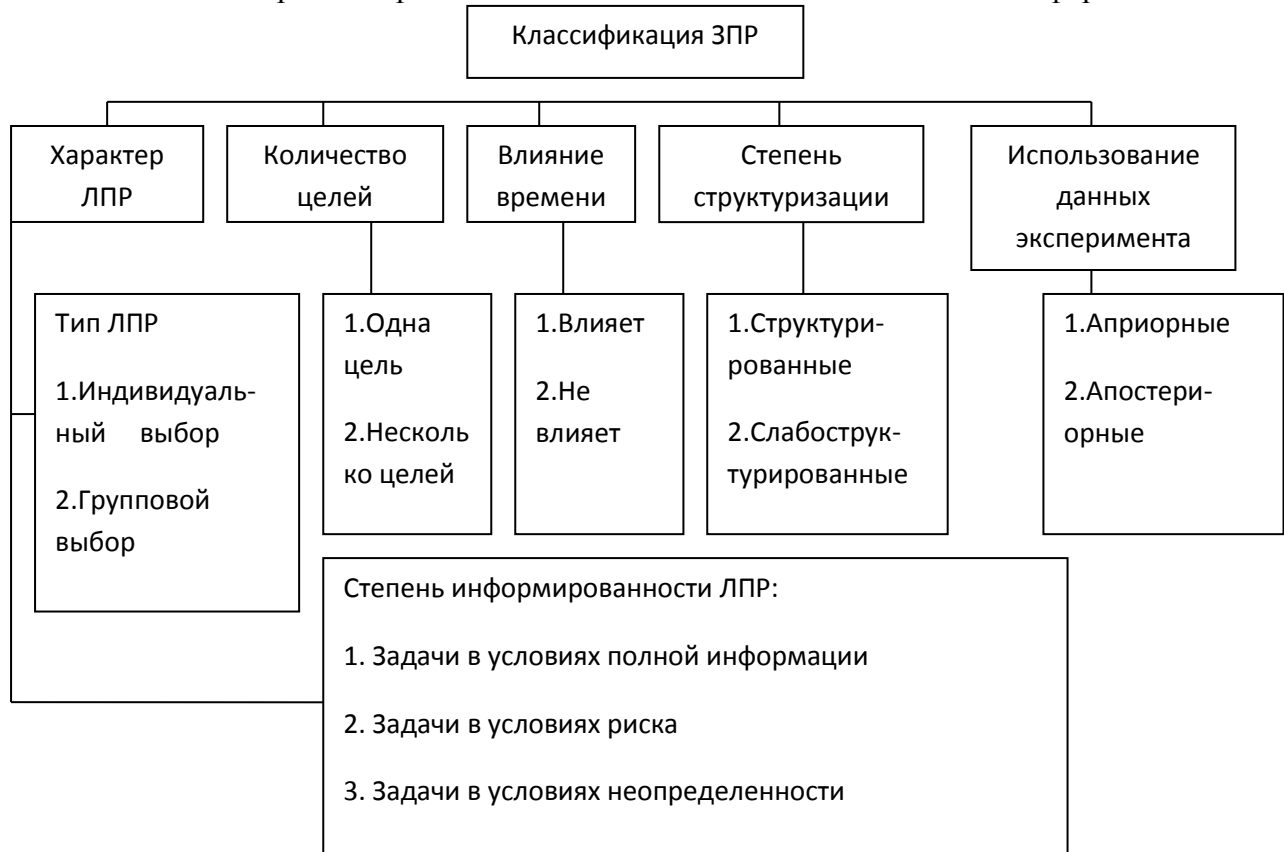 Классификация ЗПР
Характер
ЛПР
Количество
целей
Влияние
времени
Степень
структуризации
Использование
данных
эксперимента
Тип ЛПР
1.Индивидуаль-
ный выбор
2.Групповой
выбор
1.Одна
цель
2.Несколь
ко целей
1.Влияет
2.Не
влияет
1.Структури-
рованные
2.Слабострук-
турированные
1.Априорные
2.Апостери-
орные
Степень информированности ЛПР:
1. Задачи в условиях полной информации
2. Задачи в условиях риска
3. Задачи в условиях неопределенности